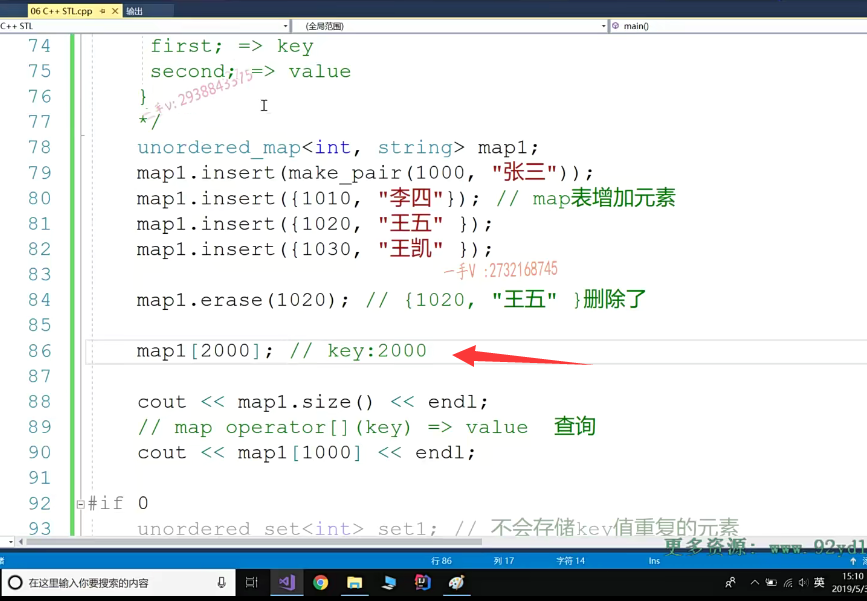 06 C++ STL.cpp 输出
C++ STL (全局范围) main()
74 first; => key
75 second; => value
76 }
77 */
二手v:2938843375
78 unordered_map<int, string> map1;
79 map1.insert(make_pair(1000, "张三"));
80 map1.insert({1010, "李四"}); // map表增加元素
81 map1.insert({1020, "王五" });
82 map1.insert({1030, "王凯" });
83 一手V :2732168745
84 map1.erase(1020); // {1020, "王五" }删除了
85
86 map1[2000]; // key:2000
87
88 cout << map1.size() << endl;
89 // map operator[](key) => value 查询
90 cout << map1[1000] << endl;
91
92 #if 0
93 unordered_set<int> set1; // 不会存储key值重复的元素
更多资源: www.92yd1
行 86 列 17 字符 14 Ins
在这里输入你要搜索的内容 英 15:10
2019/5/3